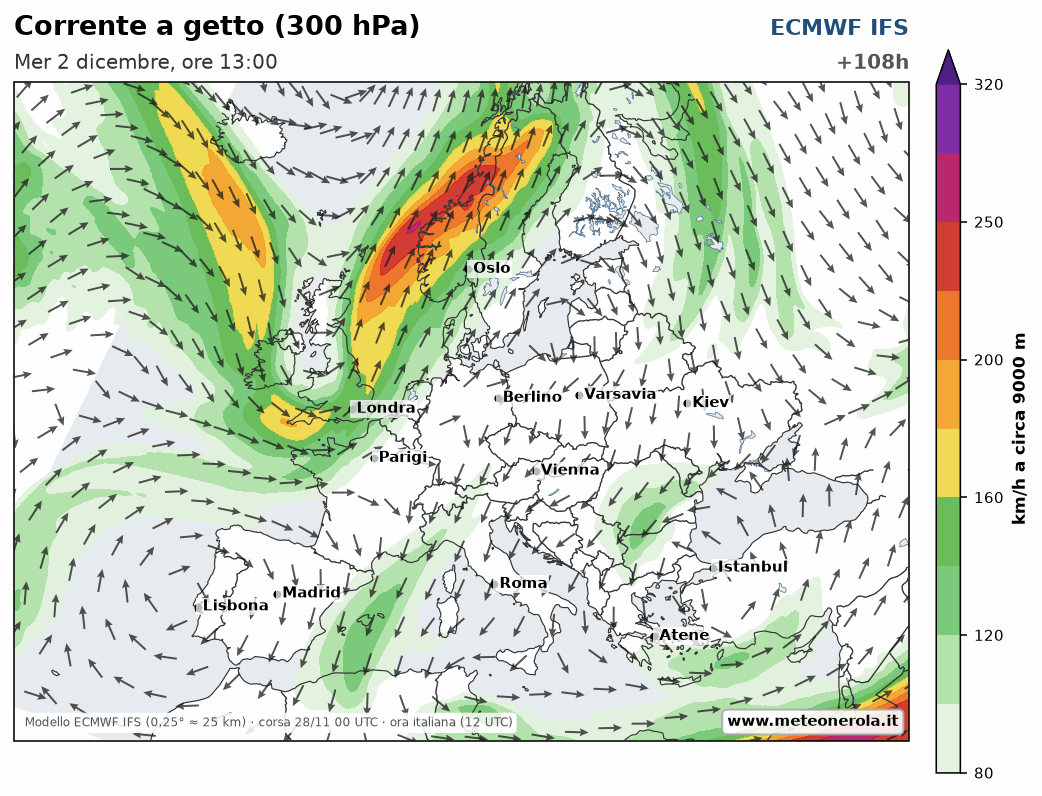 Corrente a getto (300 hPa)
ECMWF IFS
Mer 2 dicembre, ore 13:00
+108h
320
250
200
160
120
80
km/h a circa 9000 m
Oslo
Londra
Berlino
Varsavia
Kiev
Parigi
Vienna
Istanbul
Roma
Madrid
Lisbona
Atene
Modello ECMWF IFS (0,25° ≈ 25 km) · corsa 28/11 00 UTC · ora italiana (12 UTC)
www.meteonerola.it